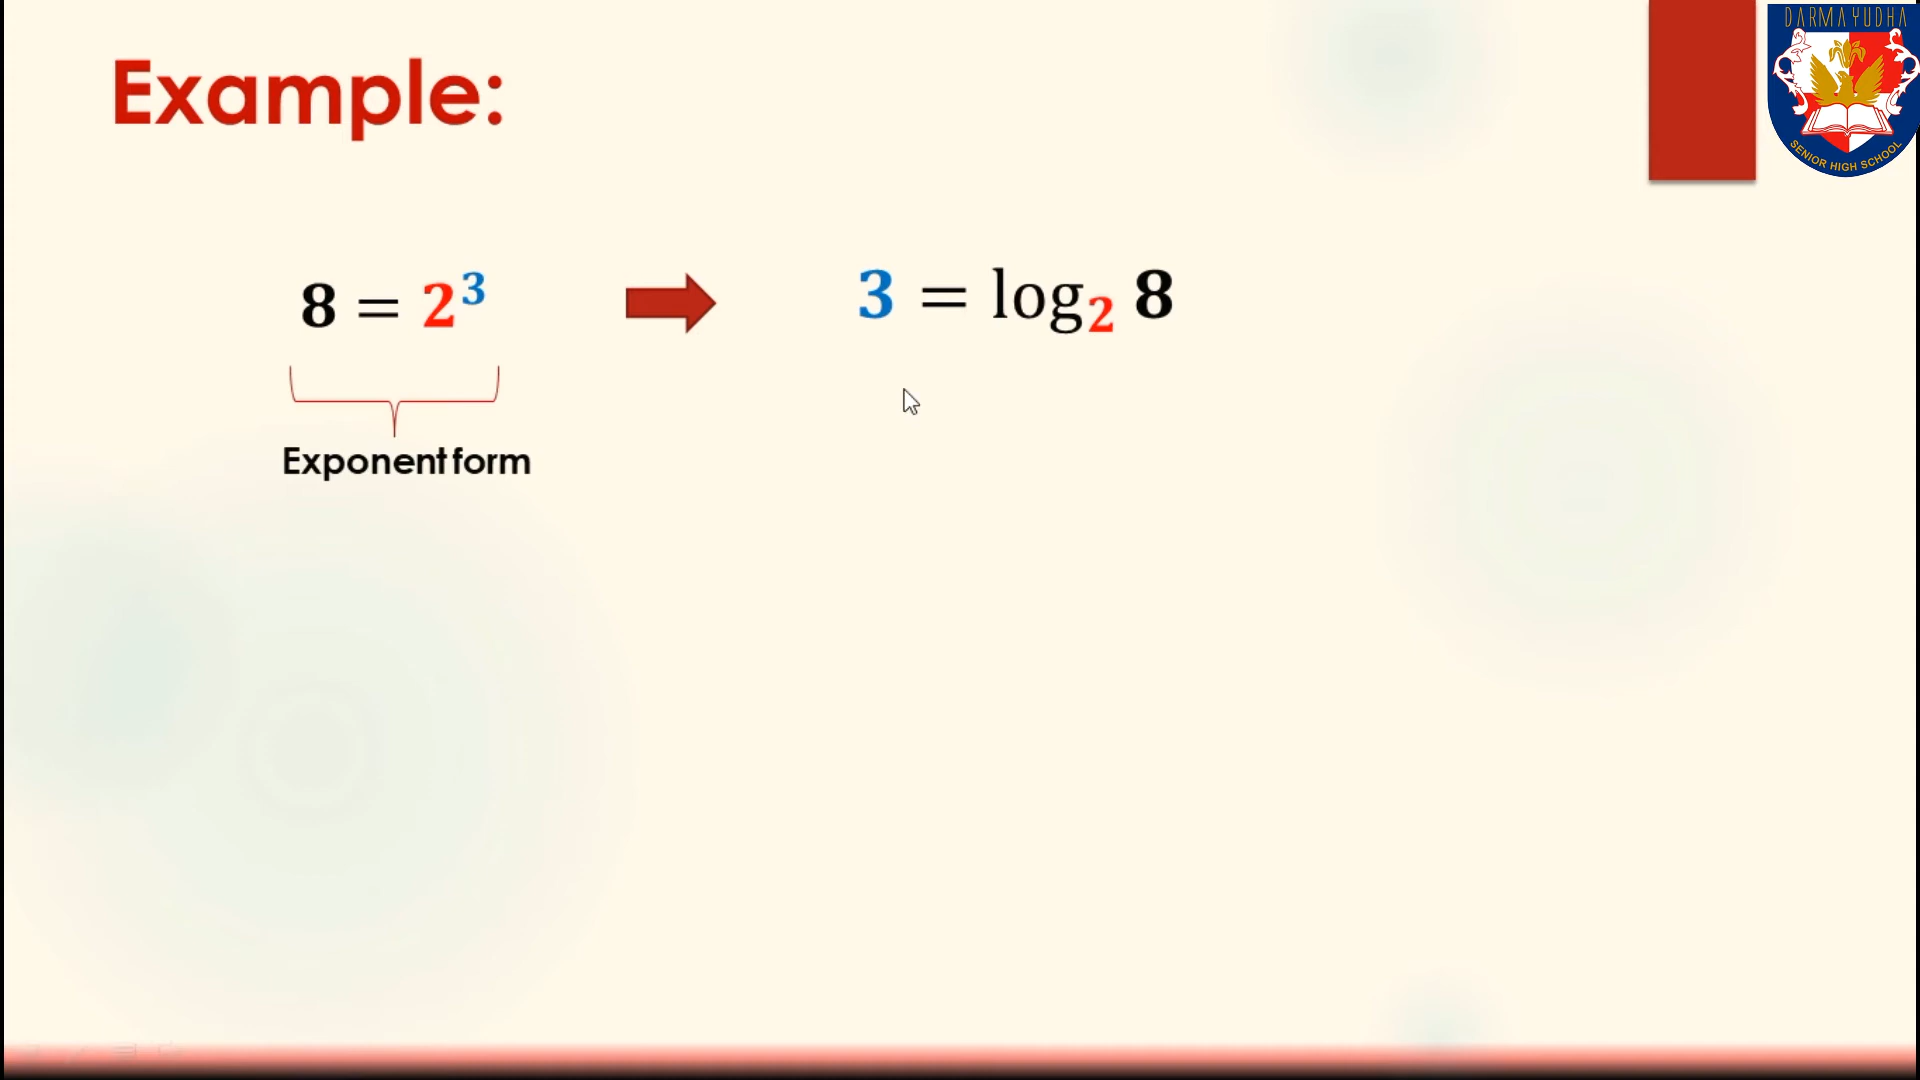 DARMA YUDHA
SENIOR HIGH SCHOOL
Example:
8 = 2³
3 = log₂ 8
Exponent form